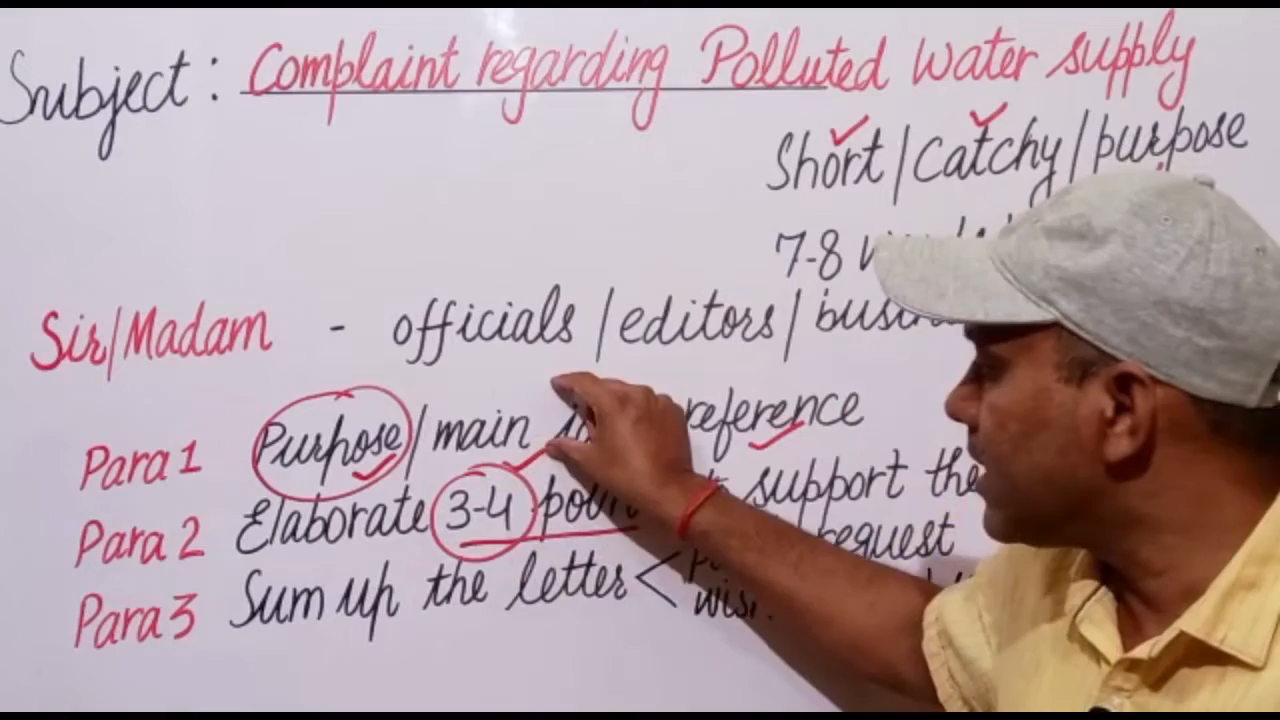 Subject : Complaint regarding Polluted Water supply
Short / Catchy / purpose
7-8
Sir/Madam - officials / editors /
Para 1 Purpose / main reference
Para 2 Elaborate 3-4 support the
request
Para 3 Sum up the letter <